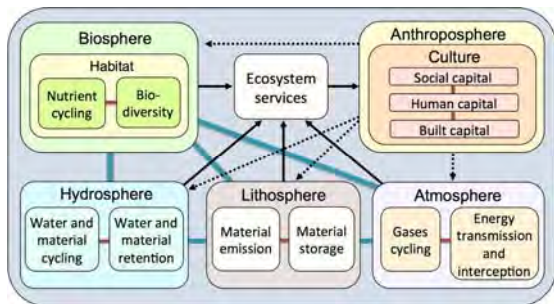 Biosphere
Habitat
Nutrient
cycling
Bio-
diversity
Ecosystem
services
Anthroposphere
Culture
Social capital
Human capital
Built capital
Hydrosphere
Water and
material
cycling
Water and
material
retention
Lithosphere
Material
emission
Material
storage
Atmosphere
Gases
cycling
Energy
transmission
and
interception